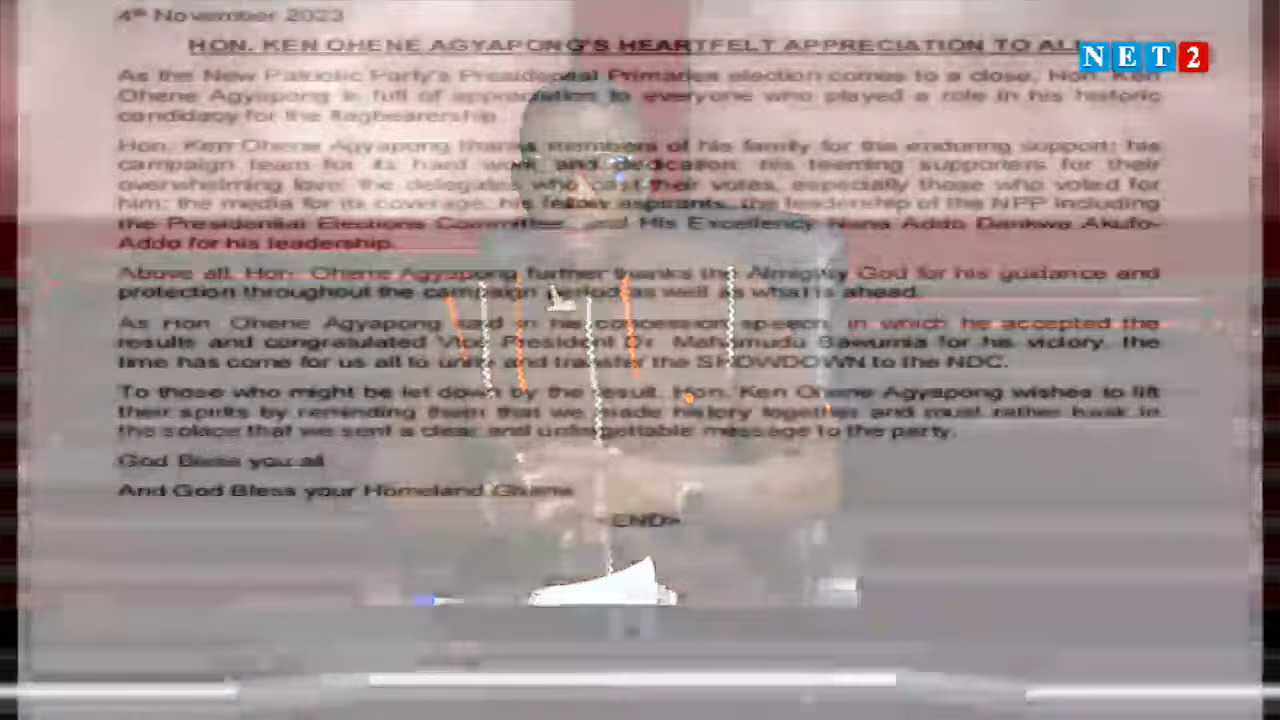 4th November 2023
HON. KEN OHENE AGYAPONG'S HEARTFELT APPRECIATION TO ALL
NET2
As the New Patriotic Party's Presidential Primaries election comes to a close, Hon. Ken
Ohene Agyapong is full of appreciation to everyone who played a role in his historic
candidacy for the flagbearership.
Hon. Ken Ohene Agyapong thanks members of his family for the enduring support; his
campaign team for its hard work and dedication; his teeming supporters for their
overwhelming love; the delegates who cast their votes, especially those who voted for
him; the media for its coverage; his fellow aspirants, the leadership of the NPP including
the Presidential Elections Committee, and His Excellency Nana Addo Dankwa Akufo-
Addo for his leadership.
Above all, Hon. Ohene Agyapong further thanks the Almighty God for his guidance and
protection throughout the campaign period as well as what is ahead.
As Hon. Ohene Agyapong said in his concession speech, in which he accepted the
results and congratulated Vice President Dr. Mahamudu Bawumia for his victory, the
time has come for us all to unite and transfer the SHOWDOWN to the NDC.
To those who might be let down by the result, Hon. Ken Ohene Agyapong wishes to lift
their spirits by reminding them that we made history together and must rather bask in
the solace that we sent a clear and unforgettable message to the party.
God Bless you all
And God Bless your Homeland Ghana
<END>